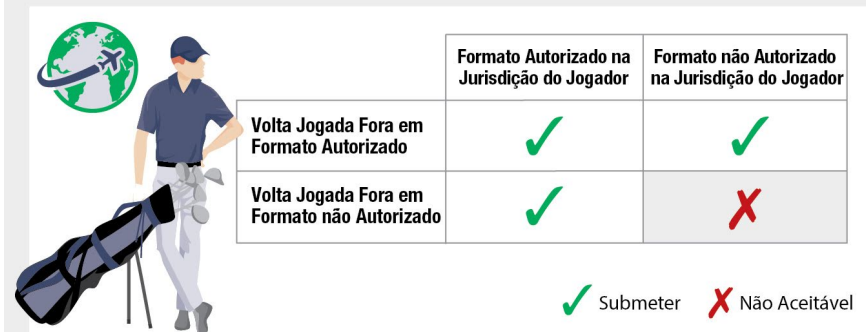 Formato Autorizado na
Jurisdição do Jogador
Formato não Autorizado
na Jurisdição do Jogador
Volta Jogada Fora em
Formato Autorizado
Volta Jogada Fora em
Formato não Autorizado
Submeter
Não Aceitável